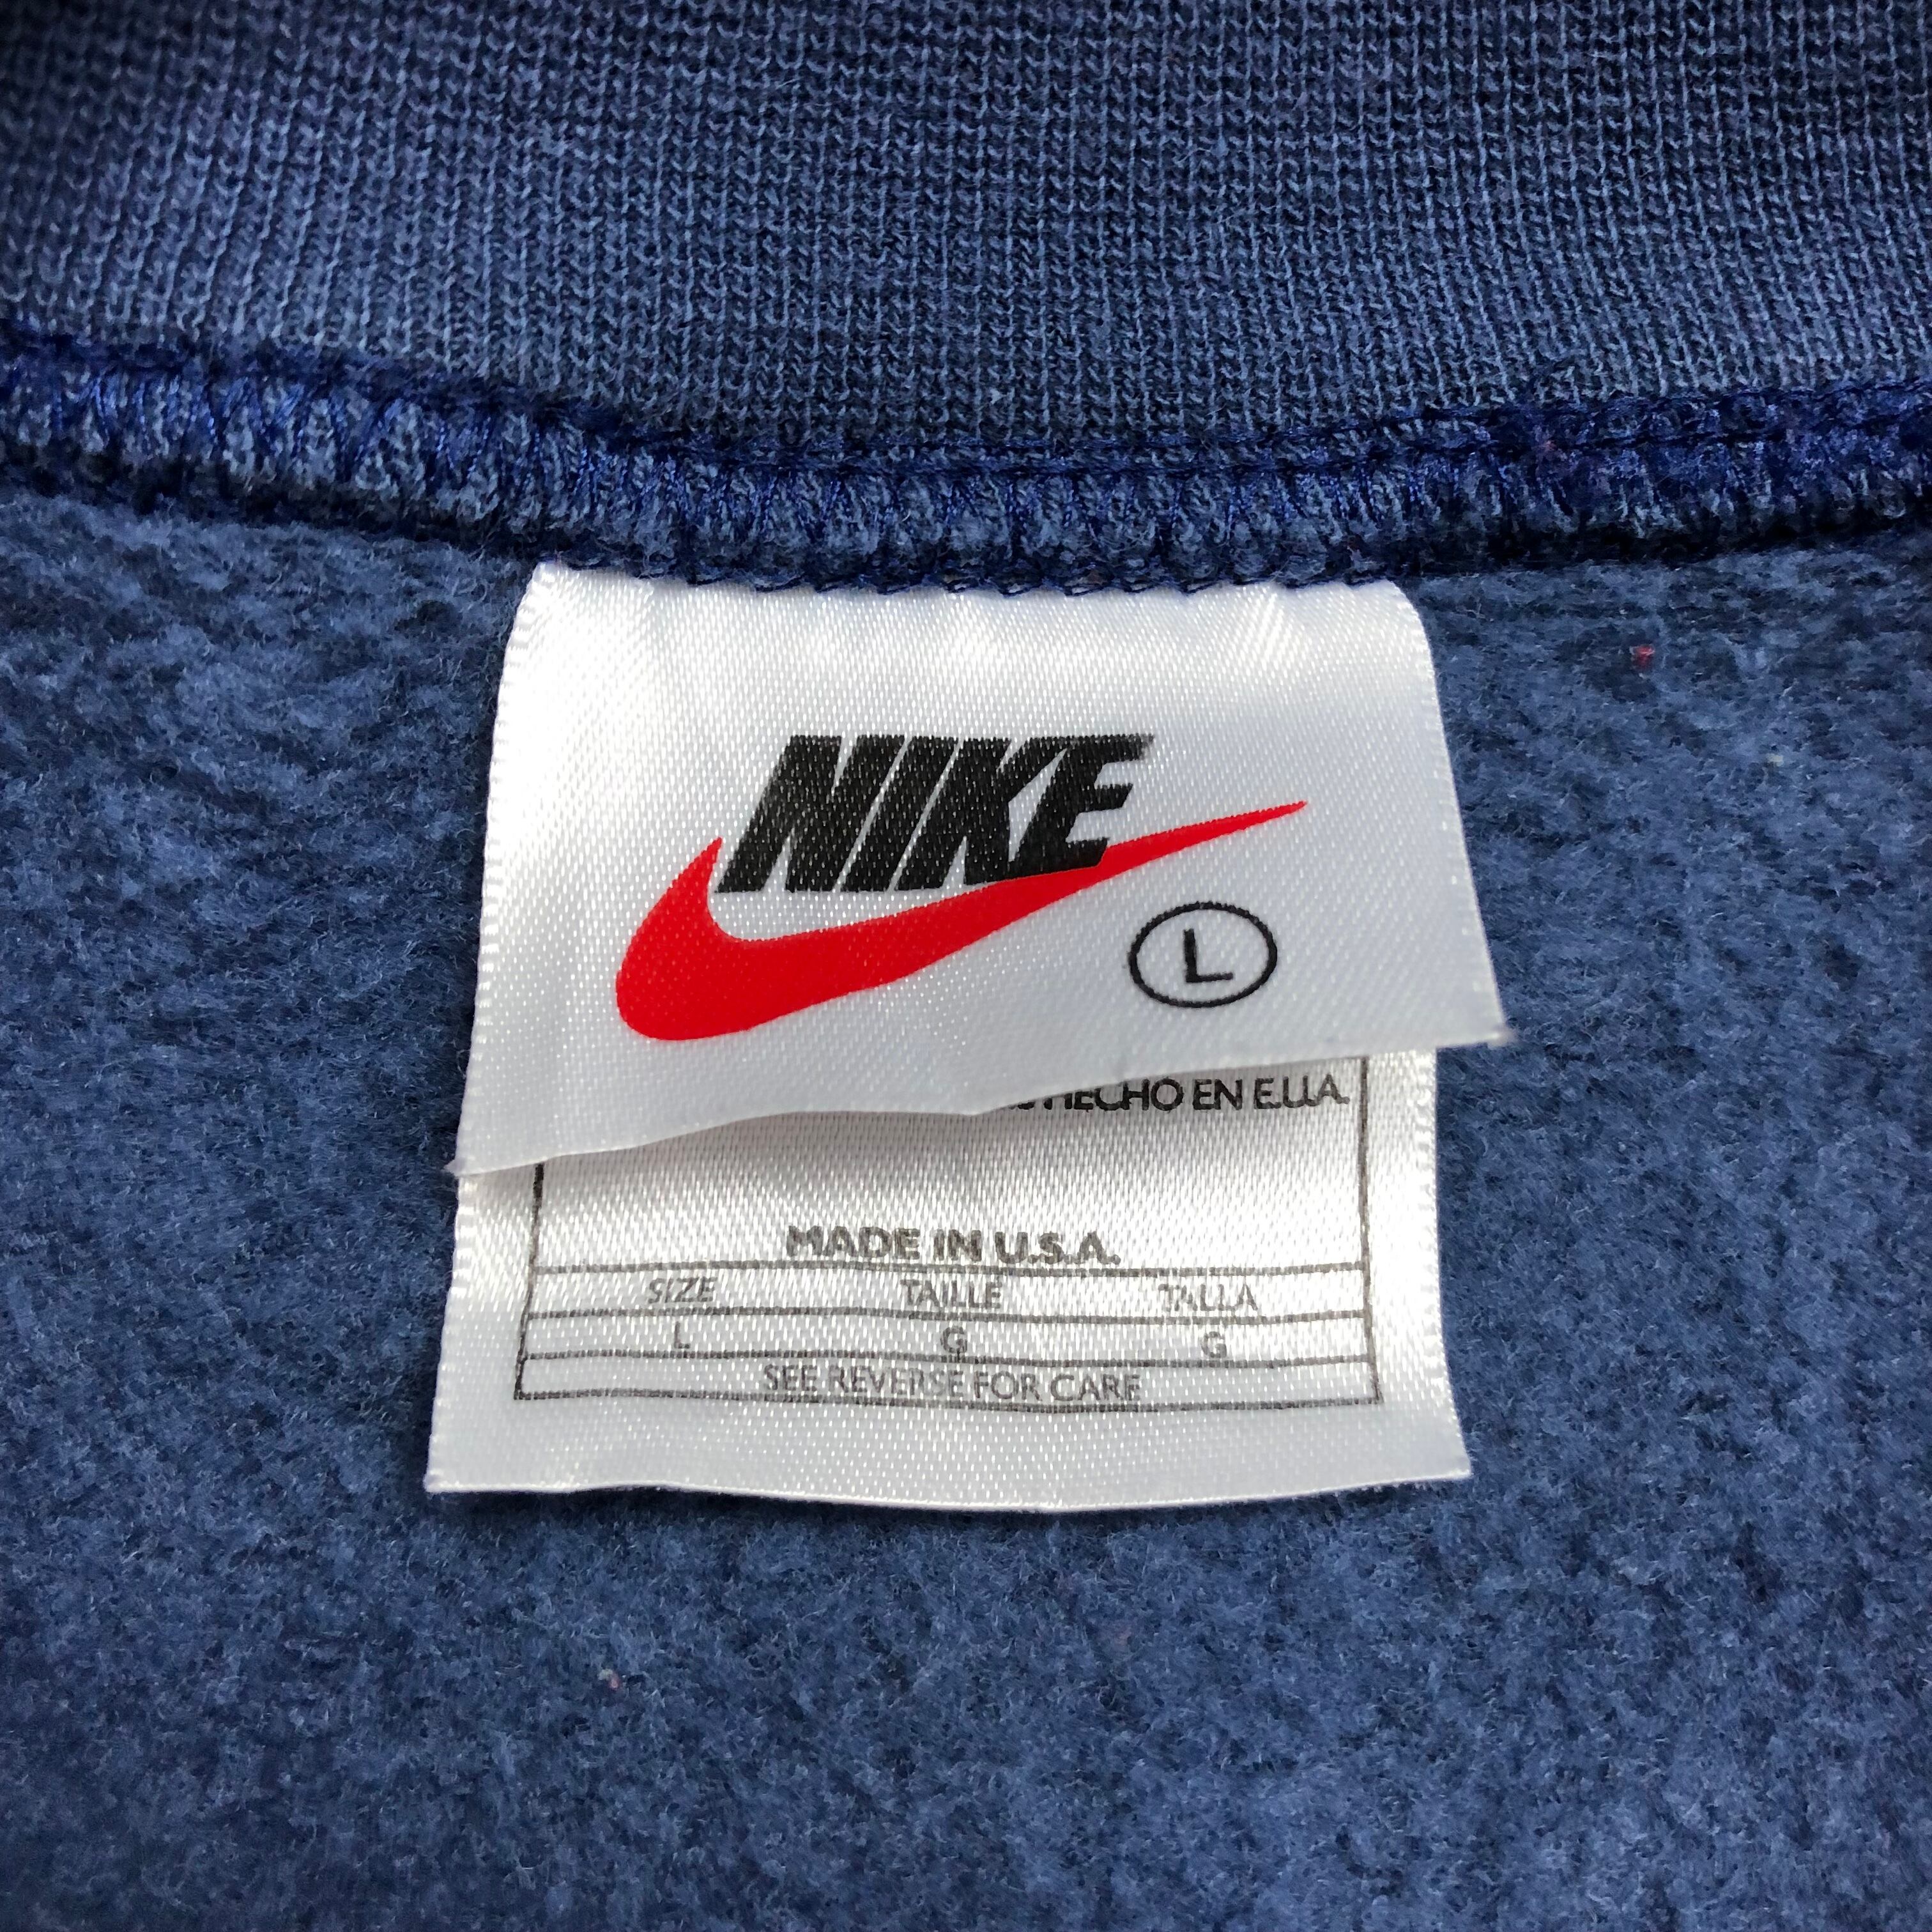 NIKE
L
HECHO EN E.U.A.
MADE IN U.S.A.
SIZE TAILLE TALLA
L G G
SEE REVERSE FOR CARE